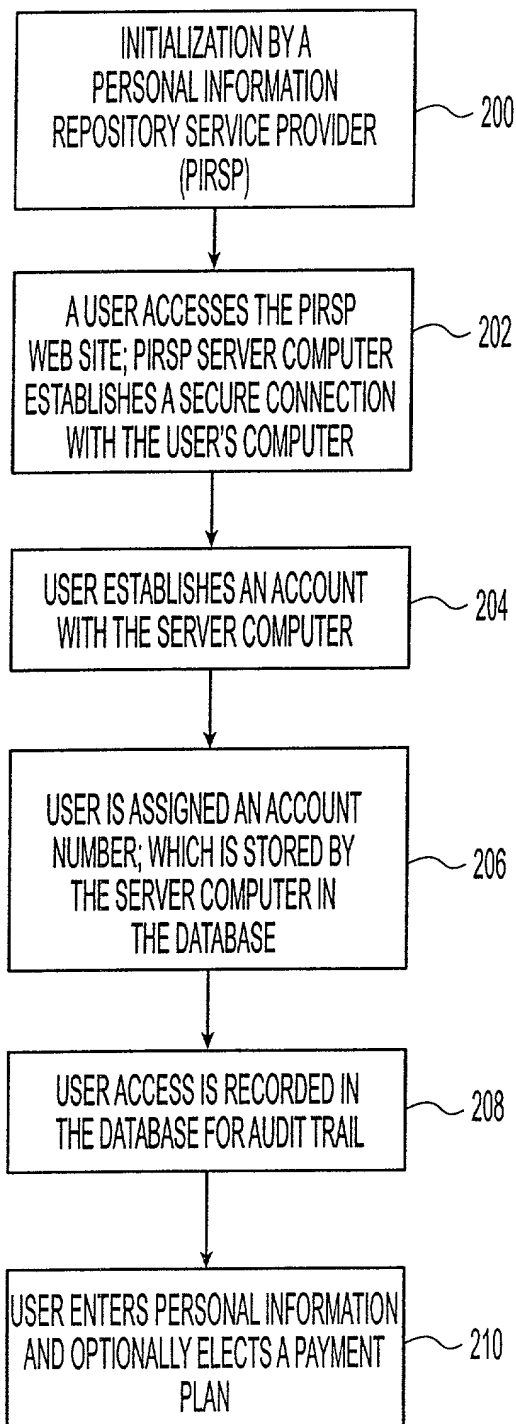 INITIALIZATION BY A
PERSONAL INFORMATION
REPOSITORY SERVICE PROVIDER
(PIRSP)
200
A USER ACCESSES THE PIRSP
WEB SITE; PIRSP SERVER COMPUTER
ESTABLISHES A SECURE CONNECTION
WITH THE USER'S COMPUTER
202
USER ESTABLISHES AN ACCOUNT
WITH THE SERVER COMPUTER
204
USER IS ASSIGNED AN ACCOUNT
NUMBER; WHICH IS STORED BY
THE SERVER COMPUTER IN
THE DATABASE
206
USER ACCESS IS RECORDED IN
THE DATABASE FOR AUDIT TRAIL
208
USER ENTERS PERSONAL INFORMATION
AND OPTIONALLY ELECTS A PAYMENT
PLAN
210